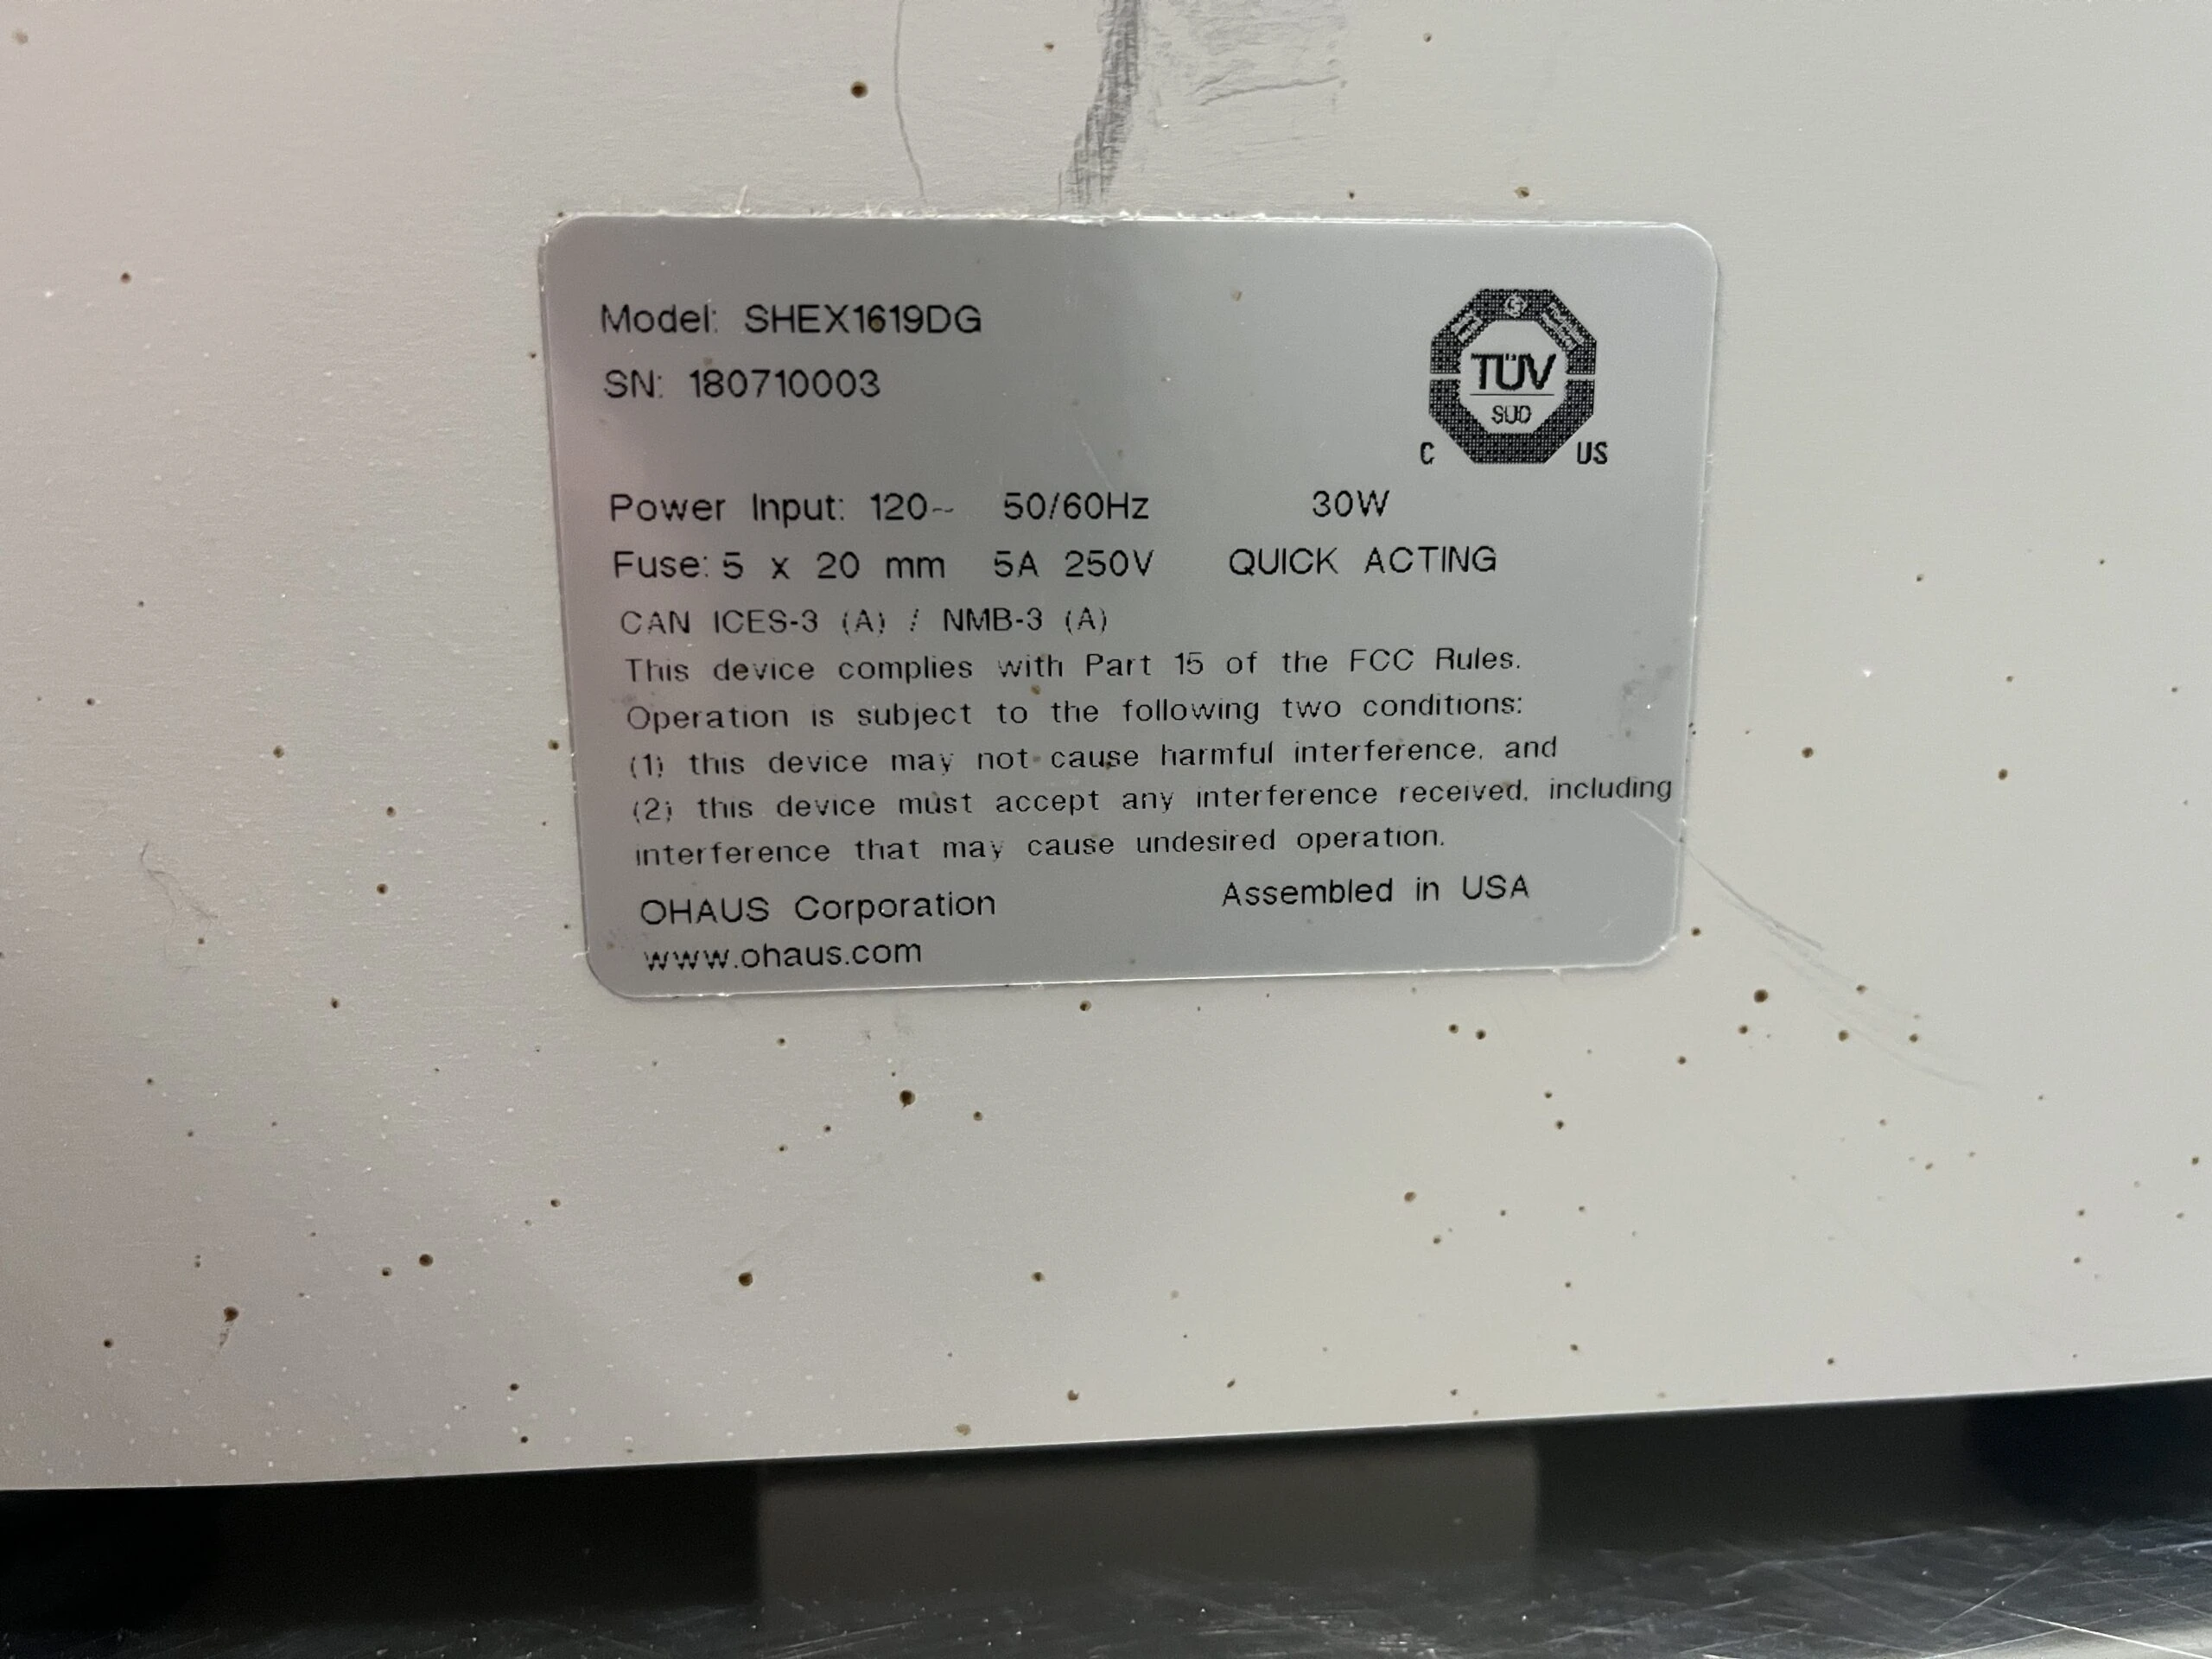 Model: SHEX1619DG
SN: 180710003
TÜV
SÜD
C US
Power Input: 120~ 50/60Hz 30W
Fuse: 5 x 20 mm 5A 250V QUICK ACTING
CAN ICES-3 (A) / NMB-3 (A)
This device complies with Part 15 of the FCC Rules.
Operation is subject to the following two conditions:
(1) this device may not cause harmful interference, and
(2) this device must accept any interference received, including
interference that may cause undesired operation.
OHAUS Corporation Assembled in USA
www.ohaus.com